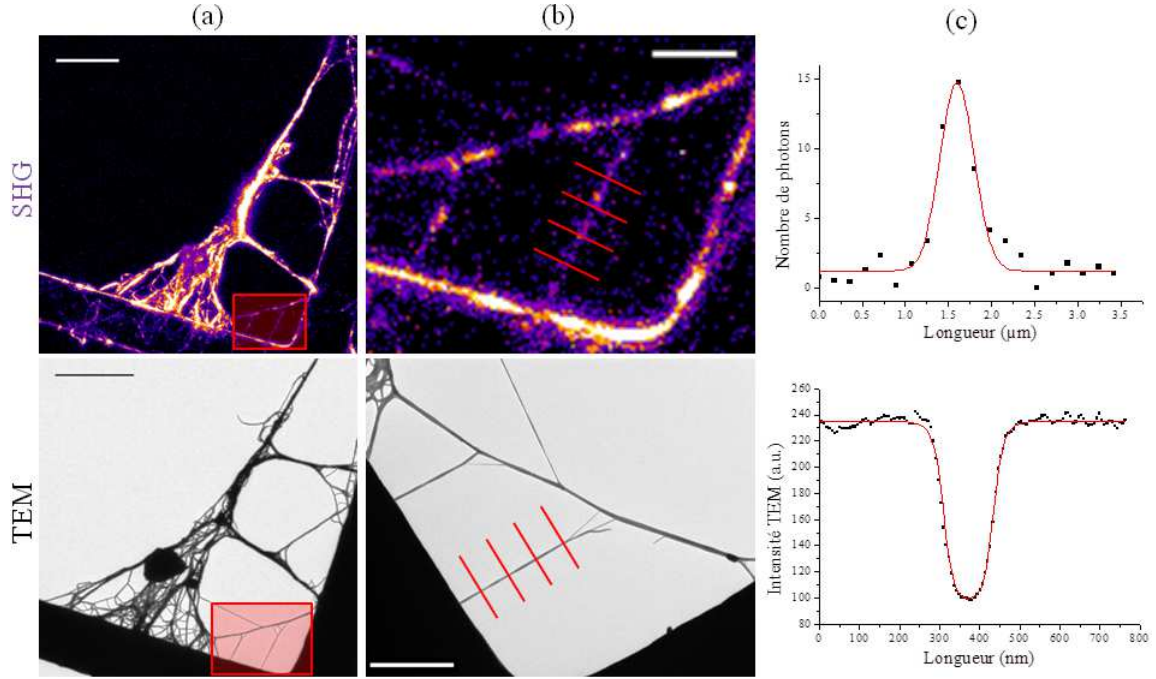 (a)
(b)
(c)
SHG
TEM
Nombre de photons
15
10
5
0
0.0 0.5 1.0 1.5 2.0 2.5 3.0 3.5
Longueur (µm)
Intensité TEM (a.u.)
260
240
220
200
180
160
140
120
100
80
0 100 200 300 400 500 600 700 800
Longueur (nm)